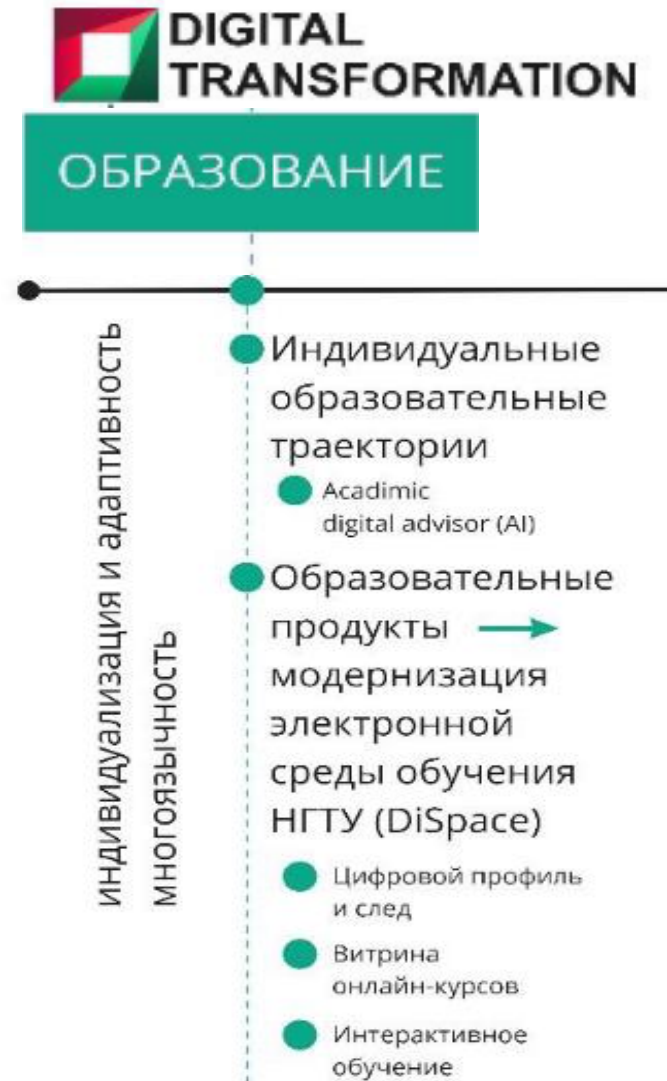 DIGITAL
TRANSFORMATION
ОБРАЗОВАНИЕ
индивидуализация и адаптивность
многоязычность
Индивидуальные
образовательные
траектории
Acadimic
digital advisor (AI)
Образовательные
продукты
модернизация
электронной
среды обучения
НГТУ (DiSpace)
Цифровой профиль
и след
Витрина
онлайн-курсов
Интерактивное
обучение